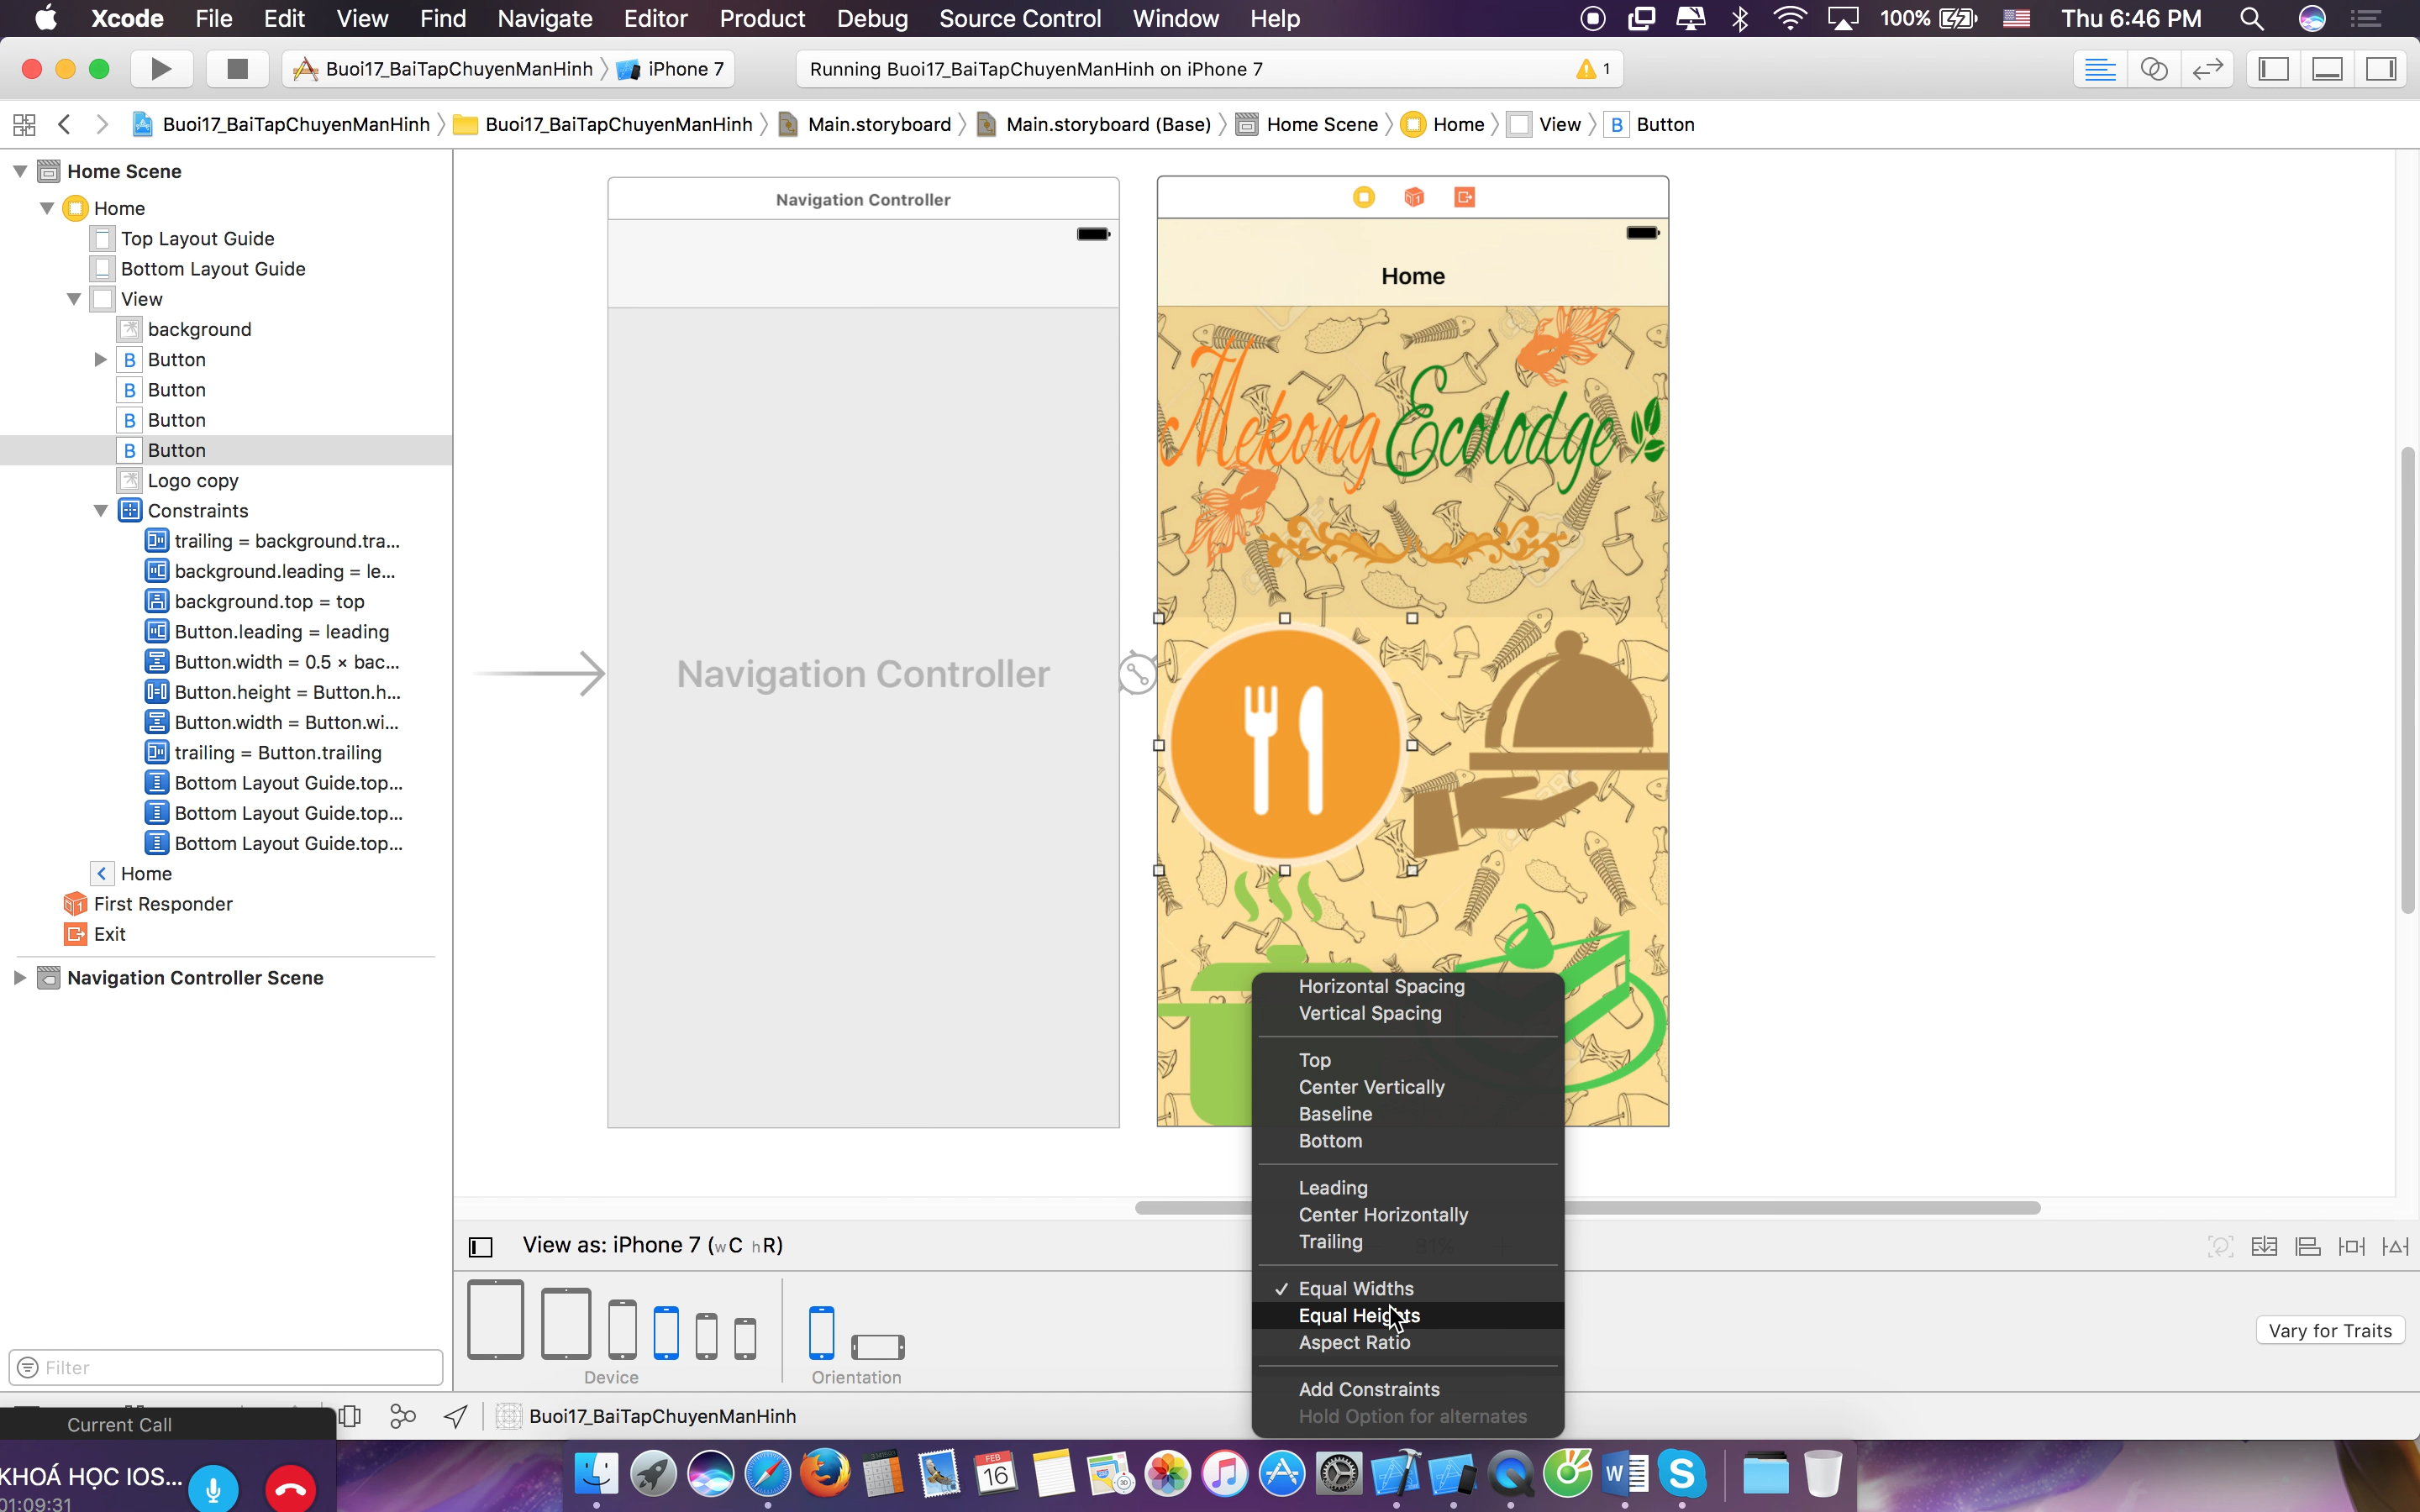 Xcode File Edit View Find Navigate Editor Product Debug Source Control Window Help 100% Thu 6:46 PM
Buoi17_BaiTapChuyenManHinh iPhone 7 Running Buoi17_BaiTapChuyenManHinh on iPhone 7 1
Buoi17_BaiTapChuyenManHinh Buoi17_BaiTapChuyenManHinh Main.storyboard Main.storyboard (Base) Home Scene Home View B Button
Home Scene
Home
Top Layout Guide
Bottom Layout Guide
View
background
B Button
B Button
B Button
B Button
Logo copy
Constraints
trailing = background.tra...
background.leading = le...
background.top = top
Button.leading = leading
Button.width = 0.5 × bac...
Button.height = Button.h...
Button.width = Button.wi...
trailing = Button.trailing
Bottom Layout Guide.top...
Bottom Layout Guide.top...
Bottom Layout Guide.top...
Home
First Responder
Exit
Navigation Controller Scene
Filter
Navigation Controller
Navigation Controller
Home
Mekong Ecolodge
Horizontal Spacing
Vertical Spacing
Top
Center Vertically
Baseline
Bottom
Leading
Center Horizontally
Trailing
✓ Equal Widths
Equal Heights
Aspect Ratio
Add Constraints
Hold Option for alternates
View as: iPhone 7 (wC hR)
Device
Orientation
Vary for Traits
Buoi17_BaiTapChuyenManHinh
Current Call
KHOÁ HỌC IOS...
01:09:31
FEB
16